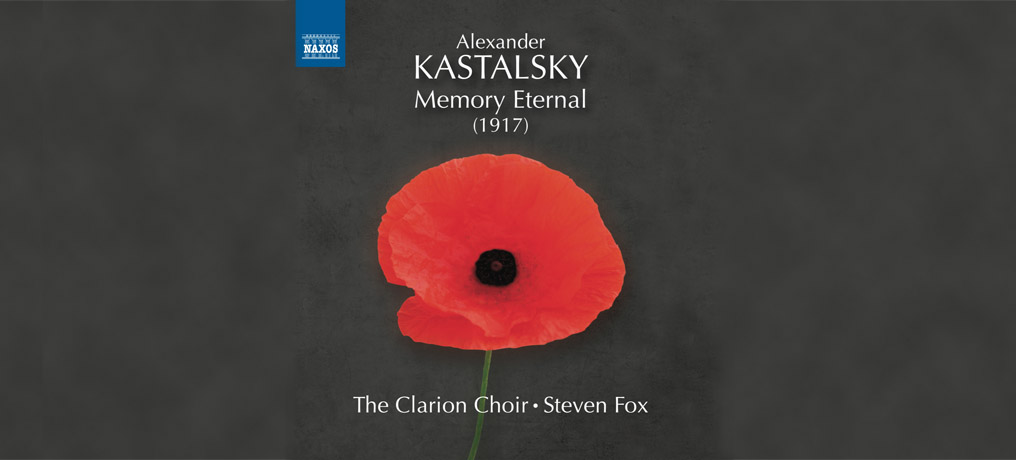 NAXOS
Alexander
KASTALSKY
Memory Eternal
(1917)
The Clarion Choir • Steven Fox